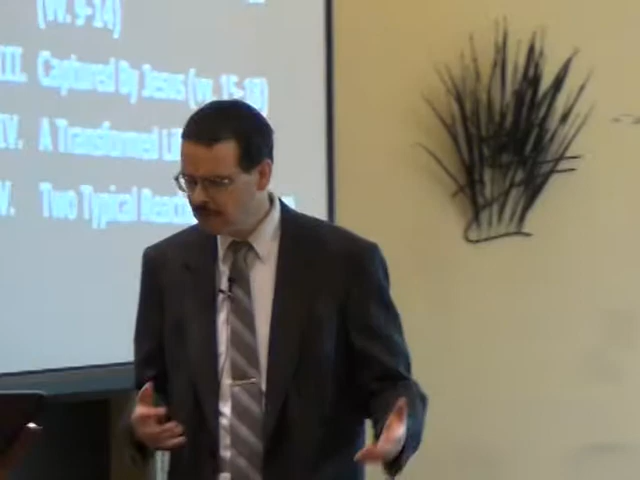 (vv. 9-14)
III. Captured By Jesus (vv. 15-18)
IV. A Transformed
V. Two Typical